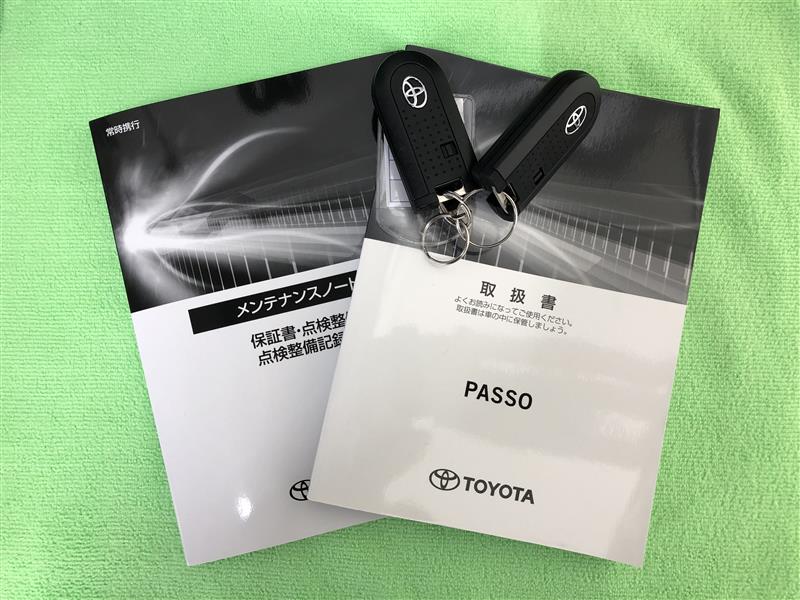 常時携行
メンテナンスノート
保証書・点検整
点検整備記録
取扱書
よくお読みになってご使用ください。
取扱書は車の中に保管しましょう。
PASSO
TOYOTA